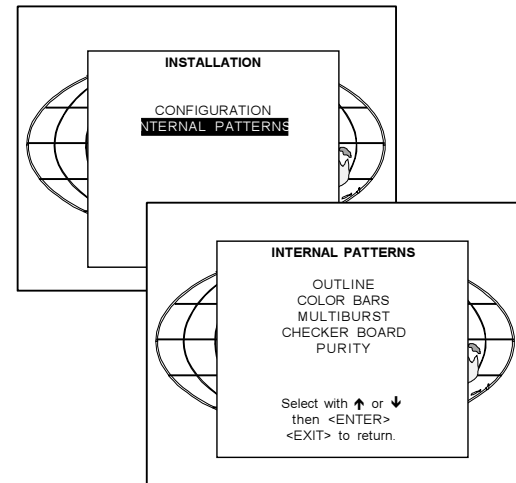 INSTALLATION
CONFIGURATION
NTERNAL PATTERNS
INTERNAL PATTERNS
OUTLINE
COLOR BARS
MULTIBURST
CHECKER BOARD
PURITY
Select with ↑ or ↓
then <ENTER>
<EXIT> to return.